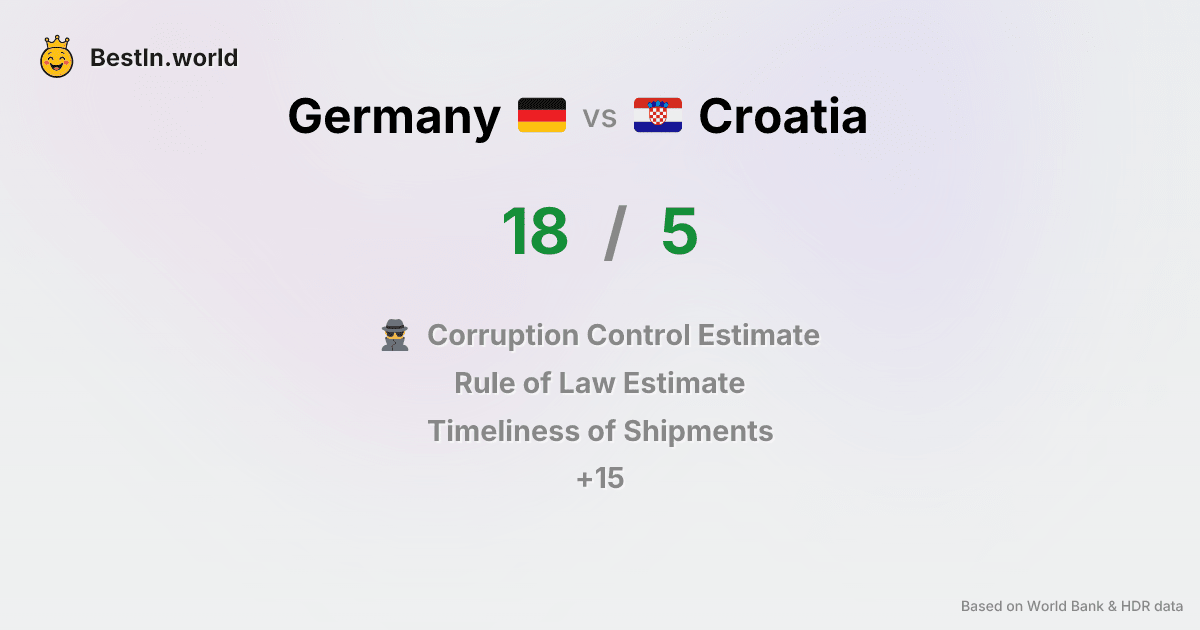 BestIn.world
Germany vs Croatia
18 / 5
Corruption Control Estimate
Rule of Law Estimate
Timeliness of Shipments
+15
Based on World Bank & HDR data